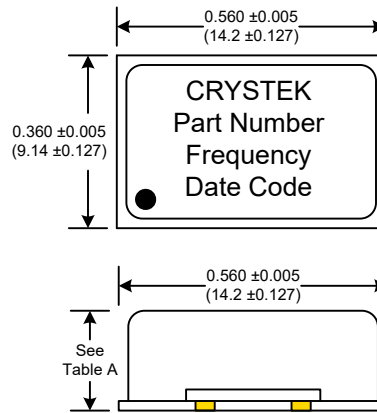 0.560 ±0.005
(14.2 ±0.127)
0.360 ±0.005
(9.14 ±0.127)
CRYSTEK
Part Number
Frequency
Date Code
0.560 ±0.005
(14.2 ±0.127)
See
Table A